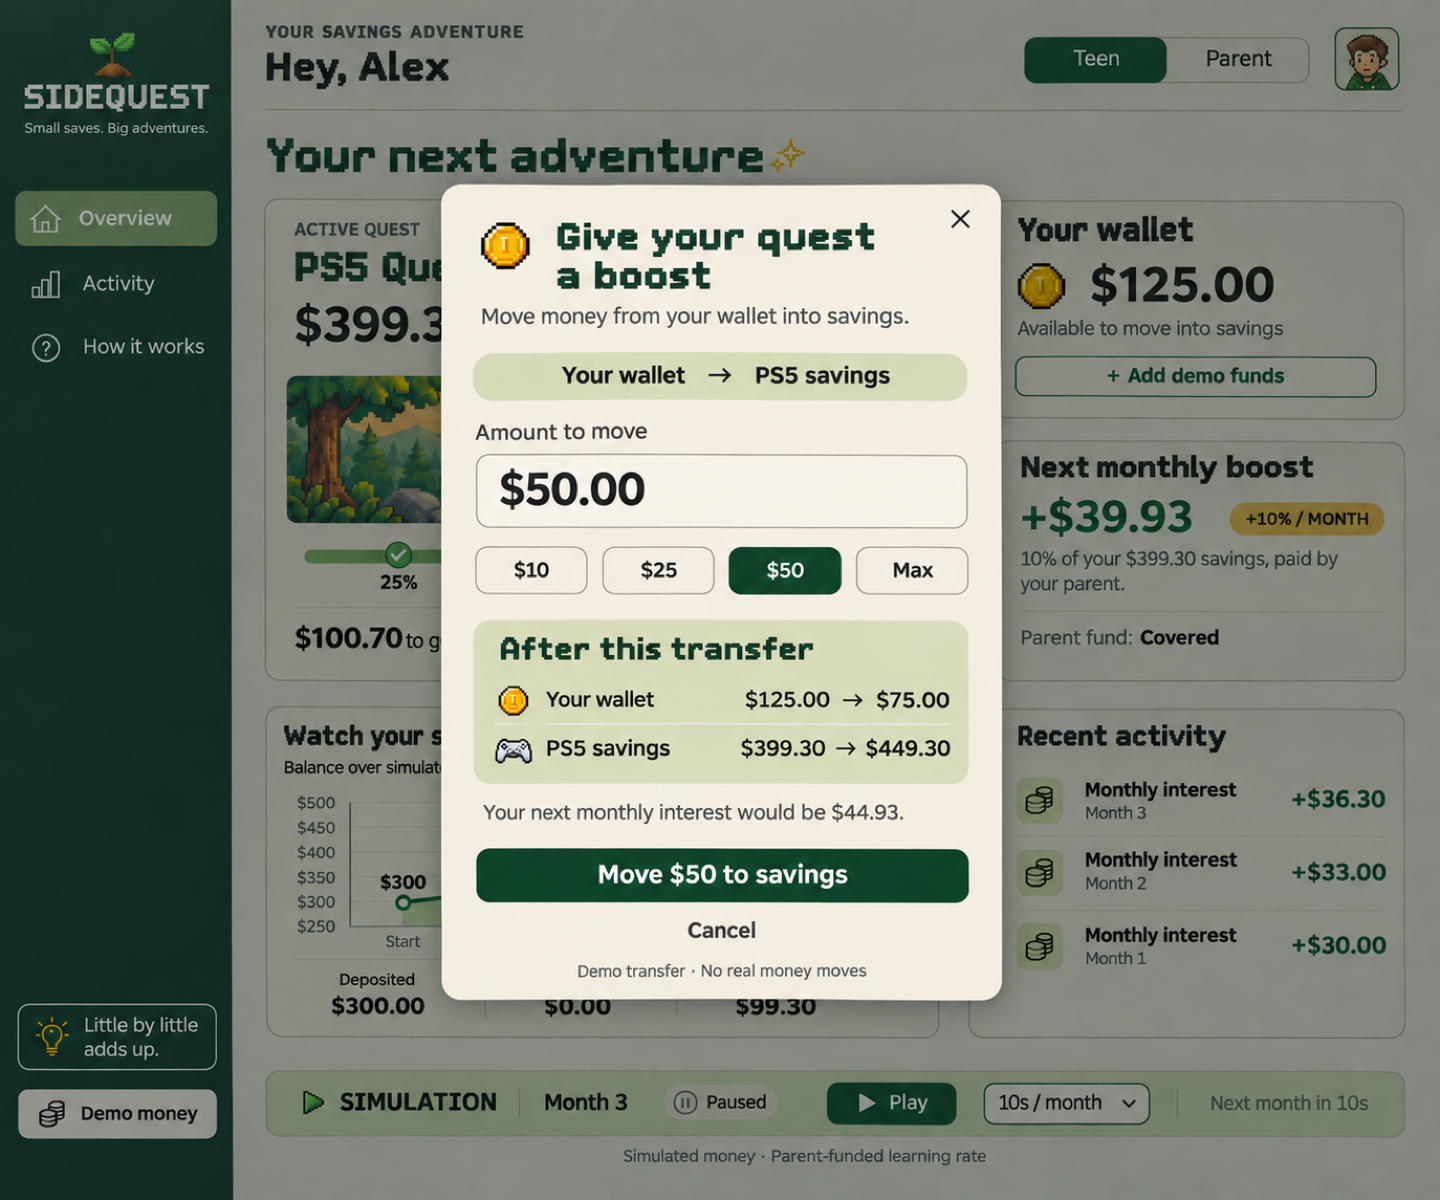 SIDEQUEST
Small saves. Big adventures.
Overview
Activity
How it works
Little by little
adds up.
Demo money
YOUR SAVINGS ADVENTURE
Hey, Alex
Teen
Parent
Your next adventure
ACTIVE QUEST
PS5 Que
$399.3
25%
$100.70 to g
Give your quest
a boost
Move money from your wallet into savings.
Your wallet → PS5 savings
Amount to move
$50.00
$10
$25
$50
Max
After this transfer
Your wallet $125.00 → $75.00
PS5 savings $399.30 → $449.30
Your next monthly interest would be $44.93.
Move $50 to savings
Cancel
Demo transfer · No real money moves
Your wallet
$125.00
Available to move into savings
+ Add demo funds
Next monthly boost
+$39.93
+10% / MONTH
10% of your $399.30 savings, paid by
your parent.
Parent fund: Covered
Watch your s
Balance over simulat
$500
$450
$400
$350
$300
$250
$300
Start
Deposited
$300.00
$0.00
$99.30
Recent activity
Monthly interest
Month 3
+$36.30
Monthly interest
Month 2
+$33.00
Monthly interest
Month 1
+$30.00
SIMULATION
Month 3
Paused
Play
10s / month
Next month in 10s
Simulated money · Parent-funded learning rate